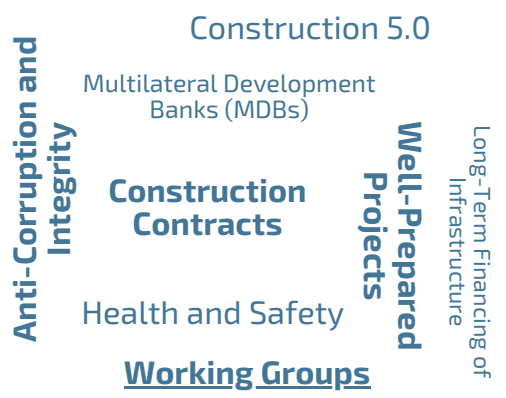 Construction 5.0
Anti-Corruption and
Integrity
Multilateral Development
Banks (MDBs)
Construction
Contracts
Well-Prepared
Projects
Long-Term Financing of
Infrastructure
Health and Safety
Working Groups